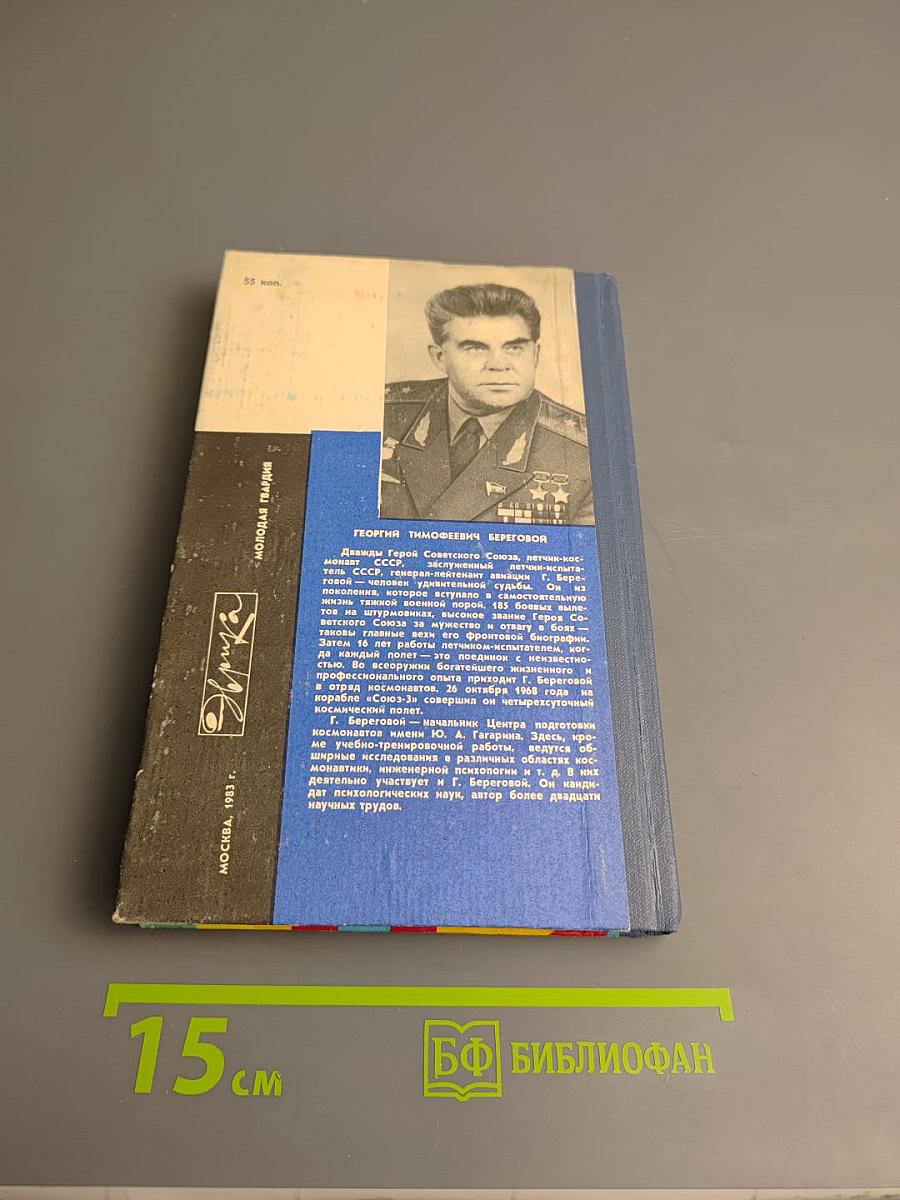 55 коп.
МОЛОДАЯ ГВАРДИЯ
Эврика
МОСКВА, 1983 г.
ГЕОРГИЙ ТИМОФЕЕВИЧ БЕРЕГОВОЙ
Дважды Герой Советского Союза, летчик-кос-
монавт СССР, заслуженный летчик-испыта-
тель СССР, генерал-лейтенант авиации Г. Бере-
говой — человек удивительной судьбы. Он из
поколения, которое вступало в самостоятельную
жизнь тяжкой военной порой. 185 боевых выле-
тов на штурмовиках, высокое звание Героя Со-
ветского Союза за мужество и отвагу в боях —
таковы главные вехи его фронтовой биографии.
Затем 16 лет работы летчиком-испытателем, ког-
да каждый полет — это поединок с неизвестно-
стью. Во всеоружии богатейшего жизненного и
профессионального опыта приходит Г. Береговой
в отряд космонавтов. 26 октября 1968 года на
корабле «Союз-3» совершил он четырехсуточный
космический полет.
Г. Береговой — начальник Центра подготовки
космонавтов имени Ю. А. Гагарина. Здесь, кро-
ме учебно-тренировочной работы, ведутся об-
ширные исследования в различных областях кос-
монавтики, инженерной психологии и т. д. В них
деятельно участвует и Г. Береговой. Он канди-
дат психологических наук, автор более двадцати
научных трудов.
15 см
БФ БИБЛИОФАН